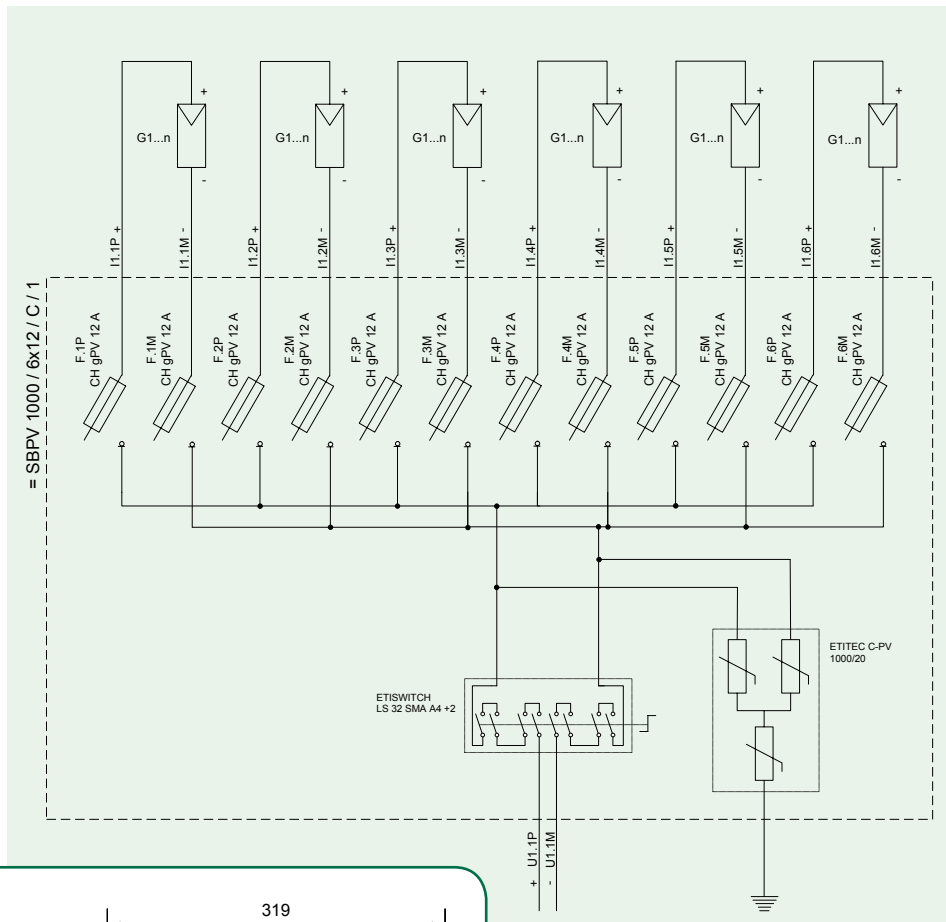 + + + + + +
G1...n G1...n G1...n G1...n G1...n G1...n
- - - - - -
I1.1P +
I1.1M -
I1.2P +
I1.2M -
I1.3P +
I1.3M -
I1.4P +
I1.4M -
I1.5P +
I1.5M -
I1.6P +
I1.6M -
= SBPV 1000 / 6x12 / C / 1
F.1P
CH gPV 12 A
F.1M
CH gPV 12 A
F.2P
CH gPV 12 A
F.2M
CH gPV 12 A
F.3P
CH gPV 12 A
F.3M
CH gPV 12 A
F.4P
CH gPV 12 A
F.4M
CH gPV 12 A
F.5P
CH gPV 12 A
F.5M
CH gPV 12 A
F.6P
CH gPV 12 A
F.6M
CH gPV 12 A
ETITEC C-PV
1000/20
ETISWITCH
LS 32 SMA A4 +2
+ U1.1P
- U1.1M
319